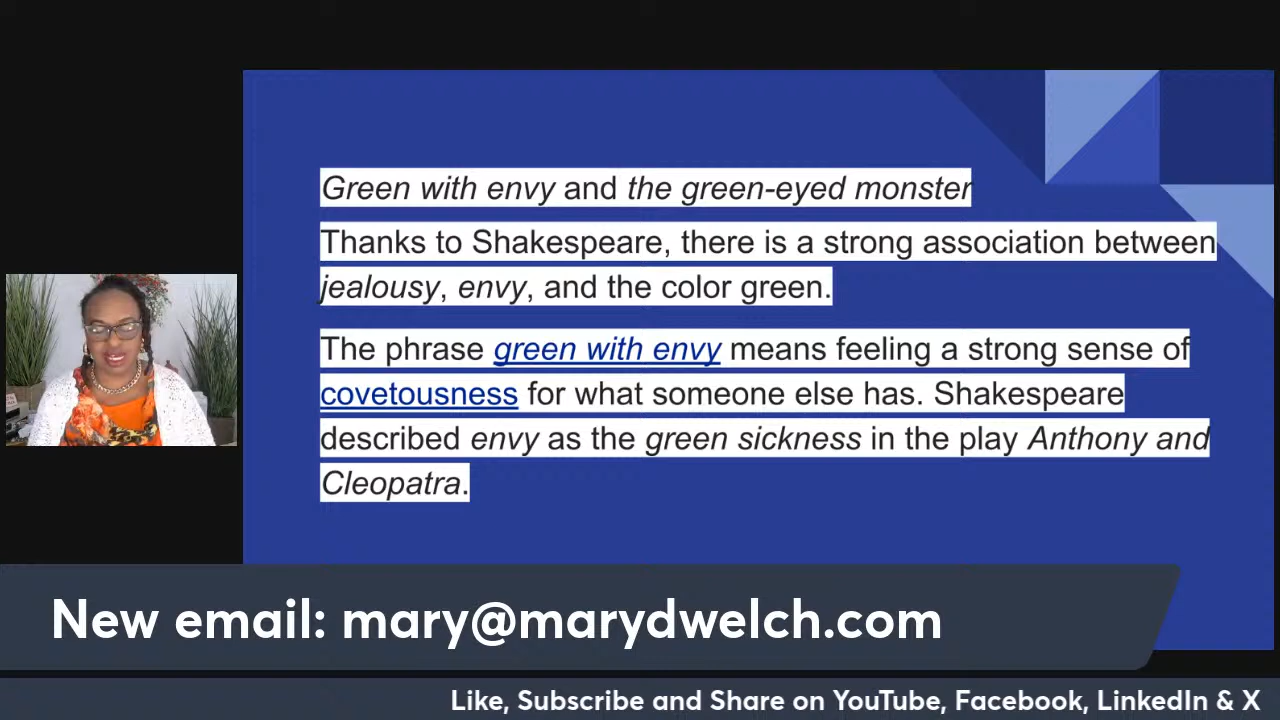 Green with envy and the green-eyed monster
Thanks to Shakespeare, there is a strong association between
jealousy, envy, and the color green.
The phrase green with envy means feeling a strong sense of
covetousness for what someone else has. Shakespeare
described envy as the green sickness in the play Anthony and
Cleopatra.
New email: mary@marydwelch.com
Like, Subscribe and Share on YouTube, Facebook, LinkedIn & X